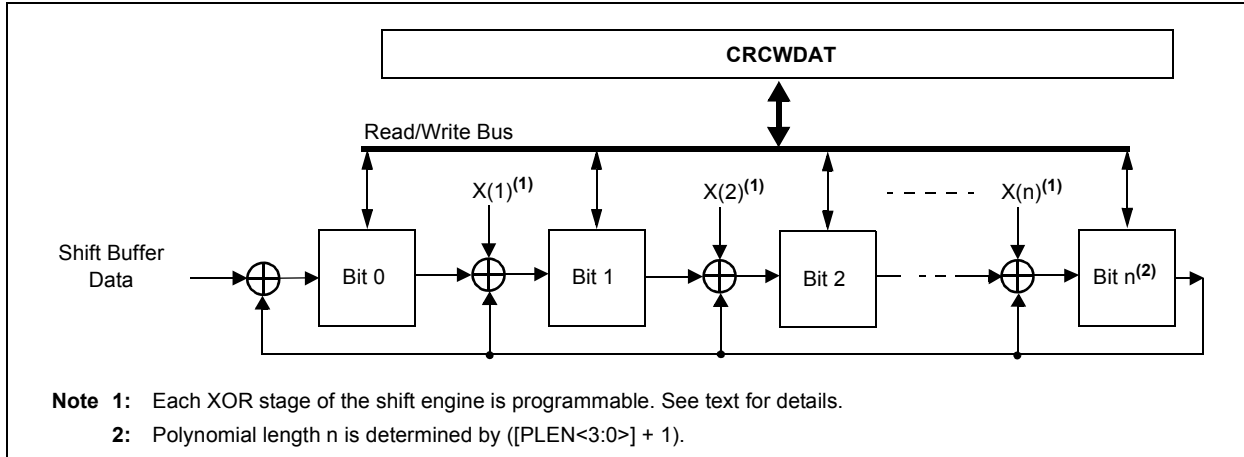 CRCWDAT
Read/Write Bus
X(1)(1)
X(2)(1)
X(n)(1)
Shift Buffer
Data
Bit 0
Bit 1
Bit 2
Bit n(2)
Note 1: Each XOR stage of the shift engine is programmable. See text for details.
2: Polynomial length n is determined by ([PLEN<3:0>] + 1).